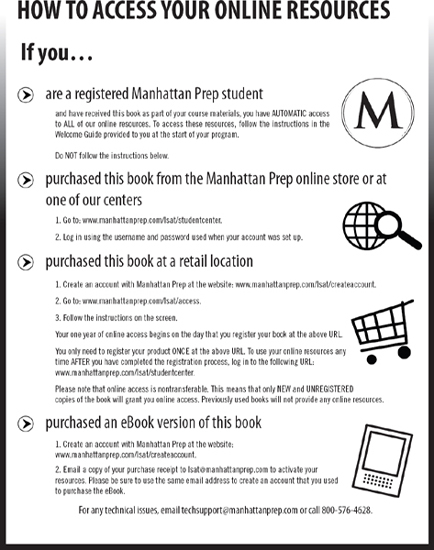 HOW TO ACCESS YOUR ONLINE RESOURCES
If you...
are a registered Manhattan Prep student
and have received this book as part of your course materials, you have AUTOMATIC access
to ALL of our online resources. To access these resources, follow the instructions in the
Welcome Guide provided to you at the start of your program.
Do NOT follow the instructions below.
M
purchased this book from the Manhattan Prep online store or at
one of our centers
1. Go to: www.manhattanprep.com/lsat/studentcenter.
2. Log in using the username and password used when your account was set up.
purchased this book at a retail location
1. Create an account with Manhattan Prep at the website: www.manhattanprep.com/lsat/createaccount.
2. Go to: www.manhattanprep.com/lsat/access.
3. Follow the instructions on the screen.
Your one year of online access begins on the day that you register your book at the above URL.
You only need to register your product ONCE at the above URL. To use your online resources any
time AFTER you have completed the registration process, log in to the following URL:
www.manhattanprep.com/lsat/studentcenter.
Please note that online access is nontransferable. This means that only NEW and UNREGISTERED
copies of the book will grant you online access. Previously used books will not provide any online resources.
purchased an eBook version of this book
1. Create an account with Manhattan Prep at the website:
www.manhattanprep.com/lsat/createaccount.
2. Email a copy of your purchase receipt to lsat@manhattanprep.com to activate your
resources. Please be sure to use the same email address to create an account that you used
to purchase the eBook.
For any technical issues, email techsupport@manhattanprep.com or call 800-576-4628.